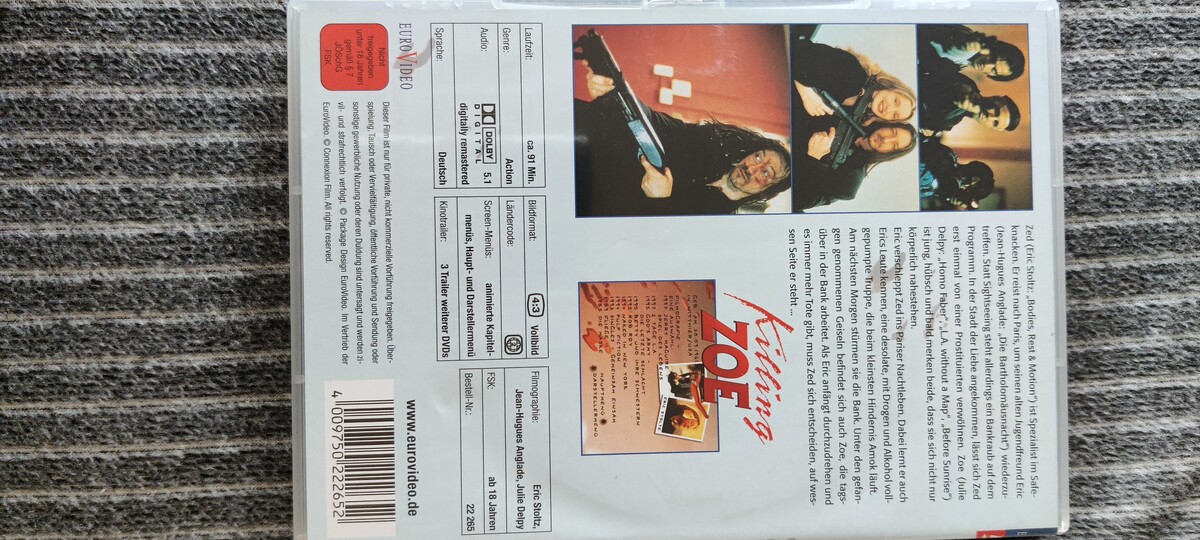 Zed (Eric Stoltz: „Bodies, Rest & Motion“) ist Spezialist im Safe-
knacken. Er reist nach Paris, um seinen alten Jugendfreund Eric
(Jean-Hugues Anglade: „Die Bartholomäusnacht“) wiederzu-
treffen. Statt Sightseeing steht allerdings ein Bankraub auf dem
Programm. In der Stadt der Liebe angekommen, lässt sich Zed
erst einmal von einer Prostituierten verwöhnen. Zoe (Julie
Delpy: „Homo Faber“, „L.A. without a Map“, „Before Sunrise“)
ist jung, hübsch und bald merken beide, dass sie sich nicht nur
körperlich nahestehen.
Eric verschleppt Zed ins Pariser Nachtleben. Dabei lernt er auch
Erics Leute kennen, eine desolate, mit Drogen und Alkohol voll-
gepumpte Truppe, die beim kleinsten Hindernis Amok läuft.
Am nächsten Morgen stürmen sie die Bank. Unter den gefan-
gen genommenen Geiseln befindet sich auch Zoe, die tags-
über in der Bank arbeitet. Als Eric anfängt durchzudrehen und
es immer mehr Tote gibt, muss Zed sich entscheiden, auf wes-
sen Seite er steht ...
Killing
ZOE
Laufzeit: ca. 91 Min.
Genre: Action
Audio: DOLBY DIGITAL 5.1
digitally remastered
Sprache: Deutsch
Bildformat: 4:3 Vollbild
Ländercode:
Screen-Menüs: animierte Kapitel-
menüs, Haupt- und Darstellermenü
Kinotrailer: 3 Trailer weiterer DVDs
Filmographie: Eric Stoltz,
Jean-Hugues Anglade, Julie Delpy
FSK: ab 18 Jahren
Bestell-Nr.: 22 265
EUROVIDEO
Nicht
freigegeben
unter 18 Jahren
gemäß § 7
JÖSchG
FSK
Dieser Film ist nur für private, nicht kommerzielle Vorführung freigegeben. Über-
spielung, Tausch oder Vervielfältigung, öffentliche Vorführung und Sendung oder
sonstige gewerbliche Nutzung oder deren Duldung sind untersagt und werden zi-
vil- und strafrechtlich verfolgt. © Package Design EuroVideo. Im Vertrieb der
EuroVideo. © Connexion Film. All rights reserved.
www.eurovideo.de
4 009750 222652